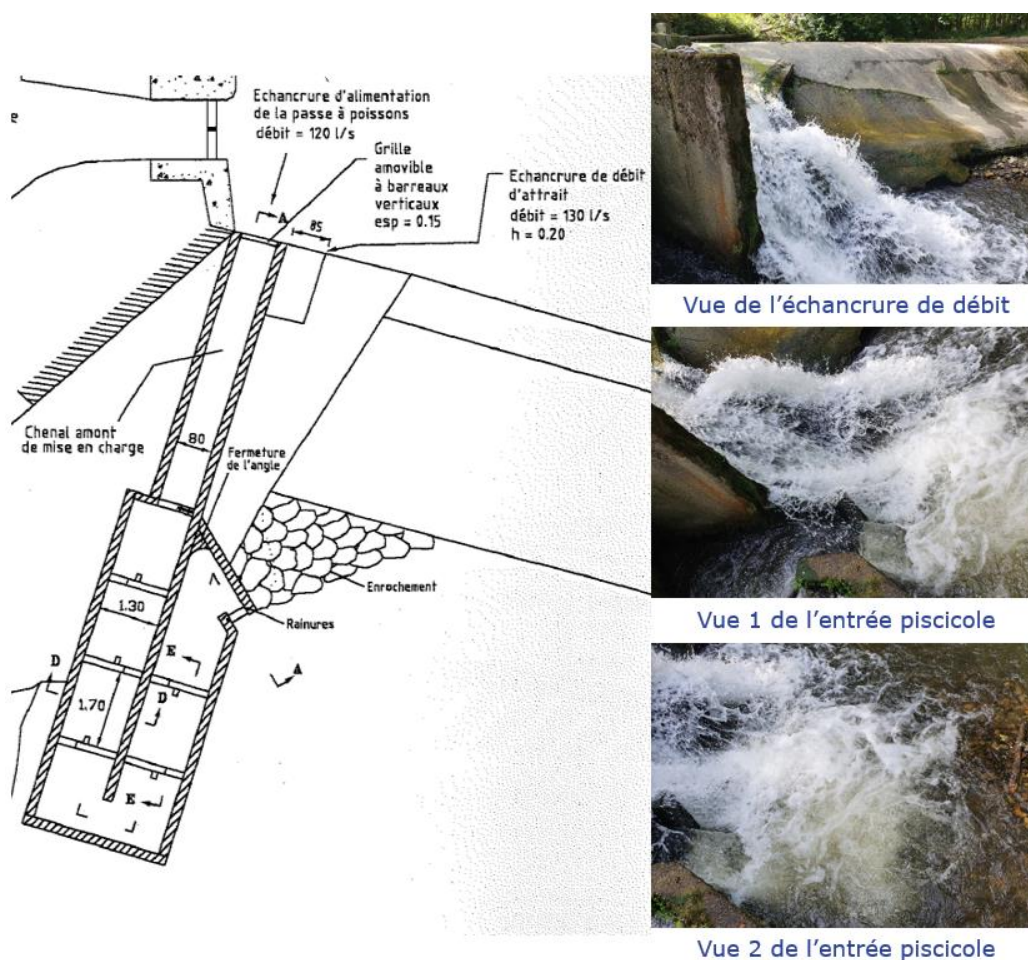 e
Echancrure d'alimentation
de la passe à poissons
débit = 120 l/s
Grille
amovible
à barreaux
verticaux
esp = 0.15
A
85
Echancrure de débit
d'attrait
débit = 130 l/s
h = 0.20
Chenal amont
de mise en charge
80
Fermeture
de l'angle
Enrochement
Rainures
1.30
E
D
D
A
1.70
E
Vue de l'échancrure de débit
Vue 1 de l'entrée piscicole
Vue 2 de l'entrée piscicole